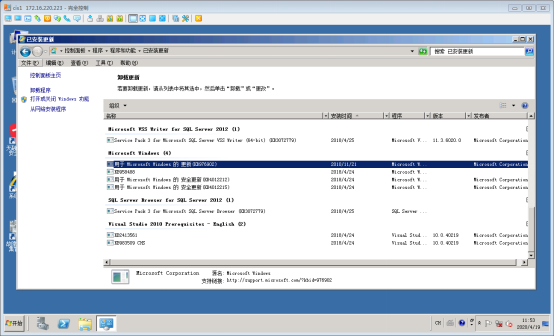 cis1 172.16.220.223 - 完全控制
已安装更新
控制面板 ▸ 程序 ▸ 程序和功能 ▸ 已安装更新
搜索 已安装更新
文件(F) 编辑(E) 查看(V) 工具(T) 帮助(H)
控制面板主页
卸载程序
打开或关闭 Windows 功能
从网络安装程序
卸载更新
若要卸载更新，请从列表中将其选中，然后单击“卸载”或“更改”。
组织
名称 安装时间 程序 版本 发布者
Microsoft VSS Writer for SQL Server 2012 (1)
Service Pack 3 for Microsoft SQL Server VSS Writer (64-bit) (KB3072779) 2018/4/25 Microsoft V... 11.3.6020.0 Microsoft Corporation
Microsoft Windows (4)
用于 Microsoft Windows 的 更新(KB976902) 2010/11/21 Microsoft W... Microsoft Corporation
KB958488 2018/4/24 Microsoft W... Microsoft Corporation
用于 Microsoft Windows 的 安全更新(KB4012212) 2018/4/24 Microsoft W... Microsoft Corporation
用于 Microsoft Windows 的 安全更新(KB4012215) 2018/4/24 Microsoft W... Microsoft Corporation
SQL Server Browser for SQL Server 2012 (1)
Service Pack 3 for Microsoft SQL Server Browser (KB3072779) 2018/4/25 SQL Server ... Microsoft Corporation
Visual Studio 2010 Prerequisites - English (2)
KB2413561 2018/4/24 Visual Stud... 10.0.40219 Microsoft Corporation
KB983509 CHS 2018/4/24 Visual Stud... 10.0.40219 Microsoft Corporation
Microsoft Corporation 源名: Microsoft Windows
支持链接: http://support.microsoft.com/?kbid=976902
开始
CN
11:53
2020/4/19